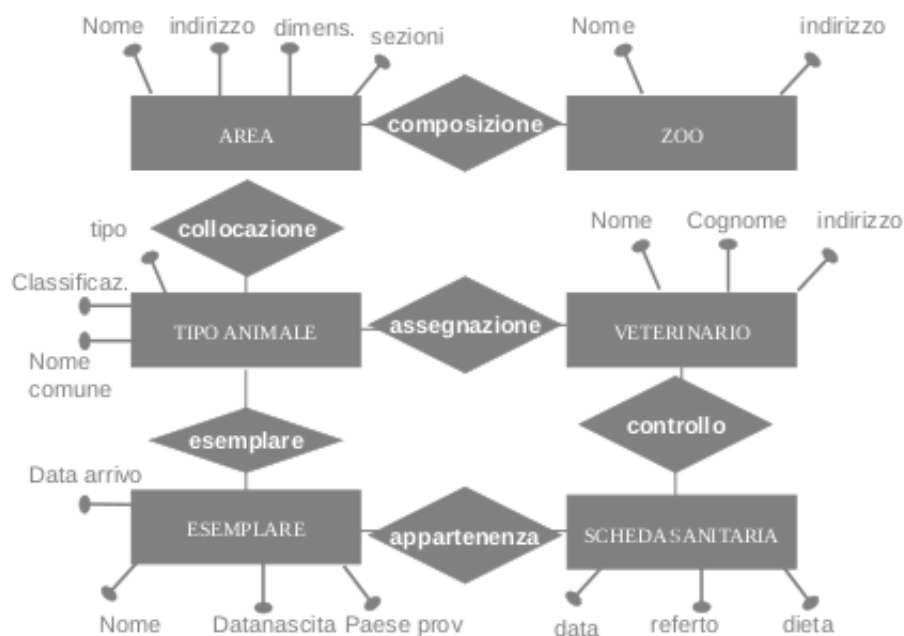 Nome indirizzo dimens. sezioni Nome indirizzo
AREA composizione ZOO
tipo collocazione Nome Cognome indirizzo
Classificaz.
TIPO ANIMALE assegnazione VETERINARIO
Nome
comune
esemplare controllo
Data arrivo
ESEMPLARE appartenenza SCHEDA SANITARIA
Nome Datanascita Paese prov data referto dieta